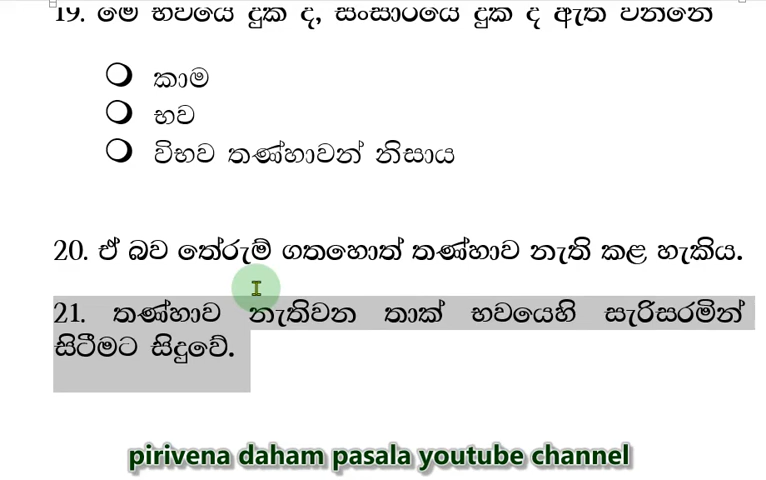 19. මේ භවයේ දුක ද, සංසාරයේ දුක ද ඇති වන්නේ
කාම
භව
විභව තණ්හාවන් නිසාය
20. ඒ බව තේරුම් ගතහොත් තණ්හාව නැති කළ හැකිය.
21. තණ්හාව නැතිවන තාක් භවයෙහි සැරිසරමින්
සිටීමට සිදුවේ.
pirivena daham pasala youtube channel